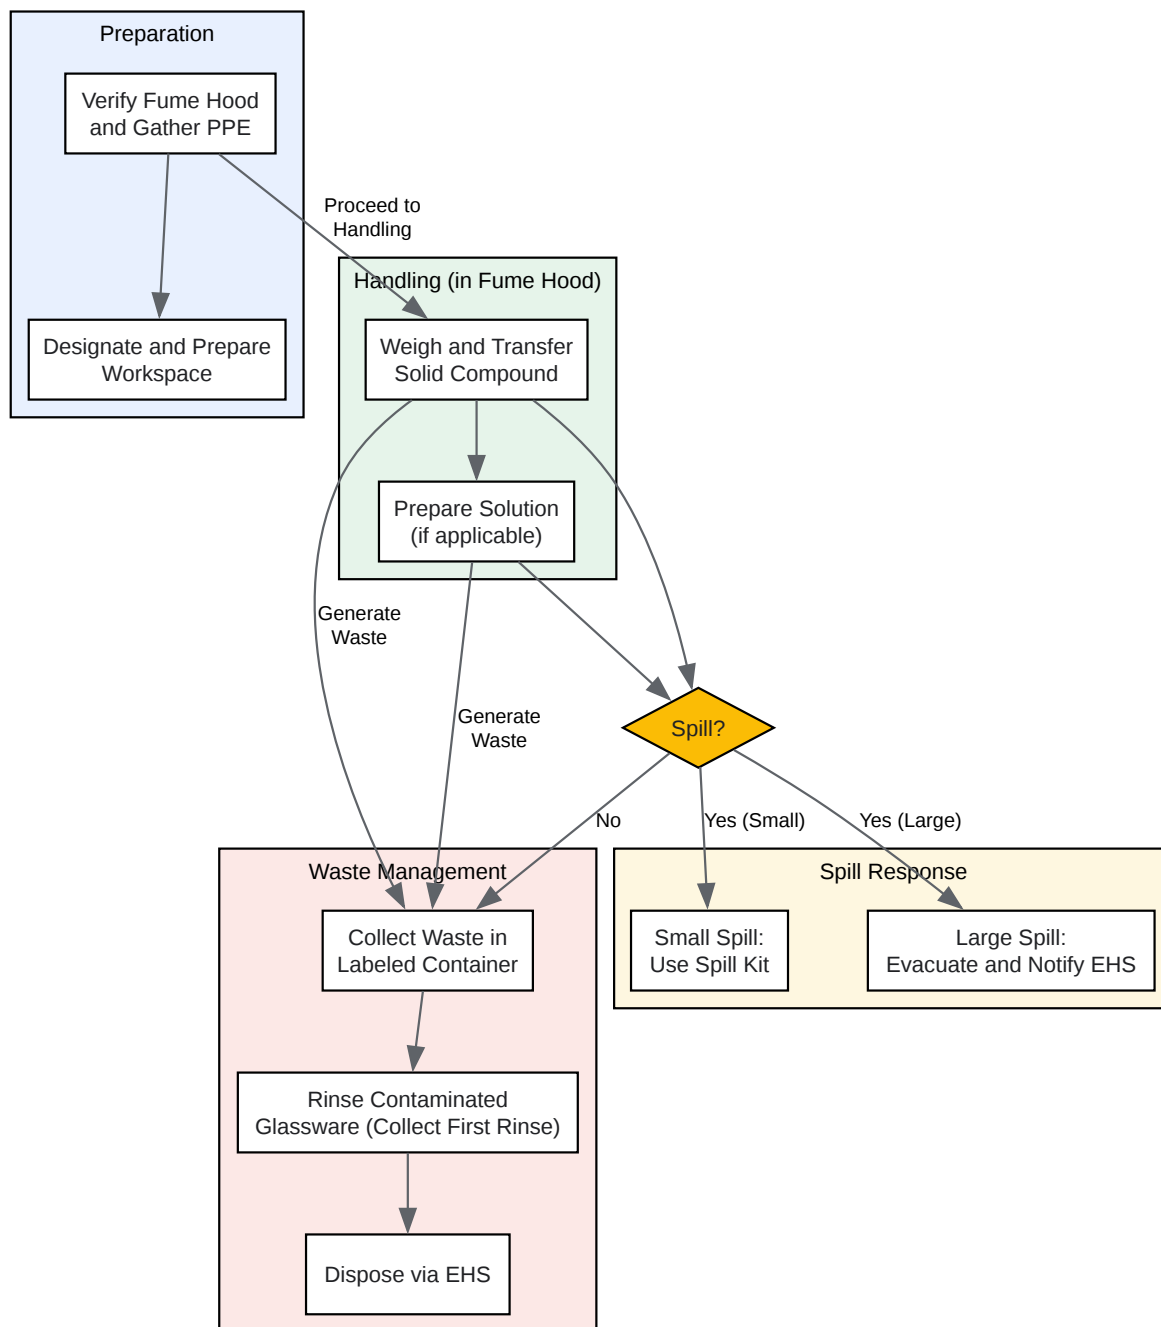 Preparation
Verify Fume Hood
and Gather PPE
Proceed to
Handling
Handling (in Fume Hood)
Designate and Prepare
Workspace
Weigh and Transfer
Solid Compound
Prepare Solution
(if applicable)
Generate
Waste
Generate
Waste
Spill?
No
Yes (Small)
Yes (Large)
Waste Management
Spill Response
Collect Waste in
Labeled Container
Small Spill:
Use Spill Kit
Large Spill:
Evacuate and Notify EHS
Rinse Contaminated
Glassware (Collect First Rinse)
Dispose via EHS